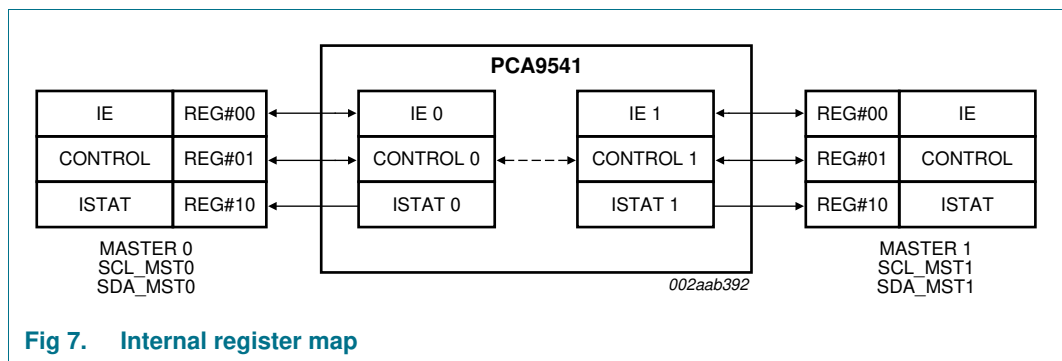 PCA9541
IE REG#00 IE 0 IE 1 REG#00 IE
CONTROL REG#01 CONTROL 0 CONTROL 1 REG#01 CONTROL
ISTAT REG#10 ISTAT 0 ISTAT 1 REG#10 ISTAT
MASTER 0 MASTER 1
SCL_MST0 SCL_MST1
SDA_MST0 SDA_MST1
002aab392
Fig 7. Internal register map